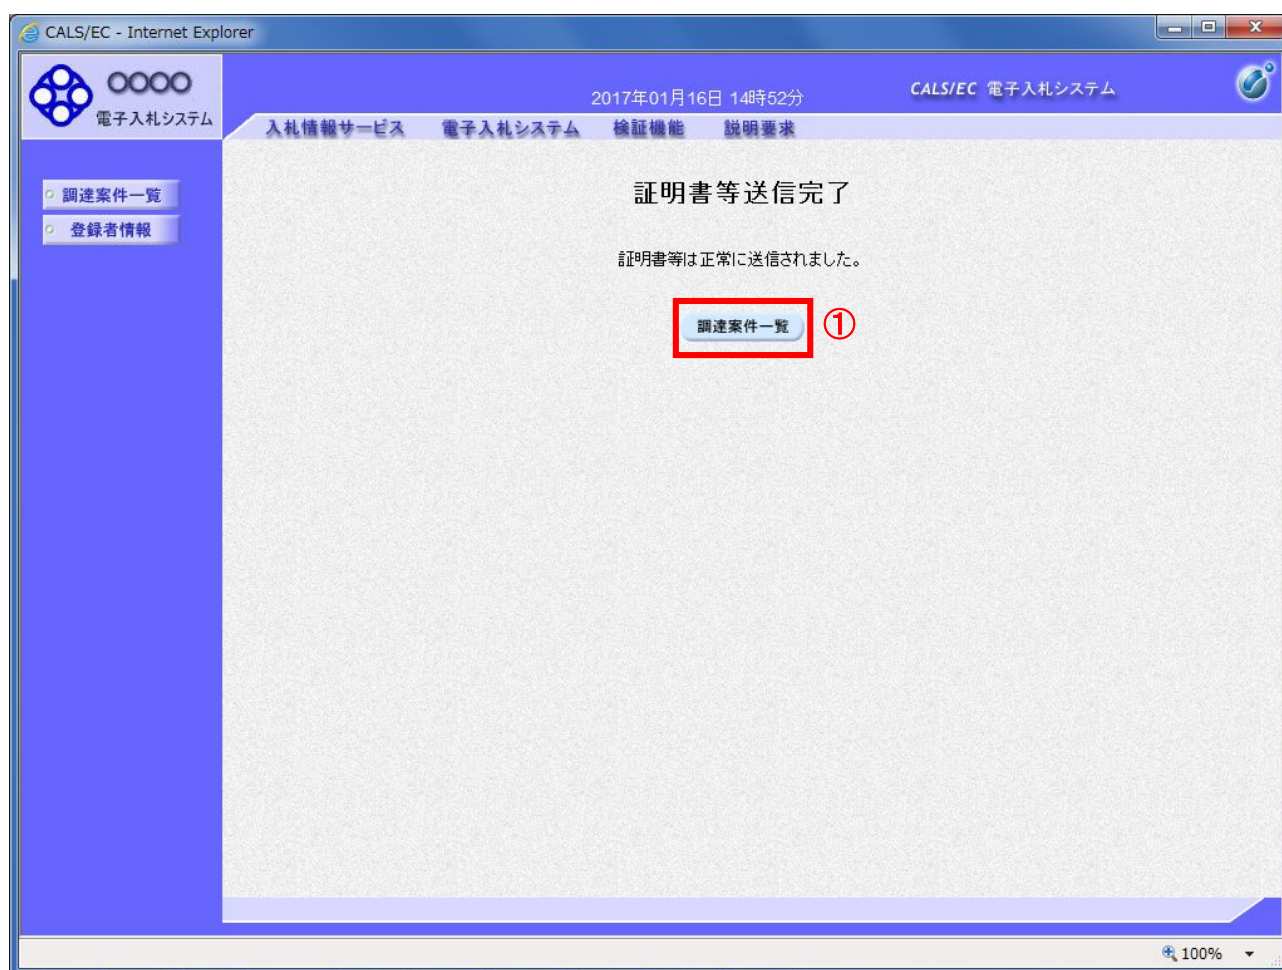 CALS/EC - Internet Explorer
○○○○
電子入札システム
2017年01月16日 14時52分
CALS/EC 電子入札システム
入札情報サービス 電子入札システム 検証機能 説明要求
調達案件一覧
登録者情報
証明書等送信完了
証明書等は正常に送信されました。
調達案件一覧 ①
100%